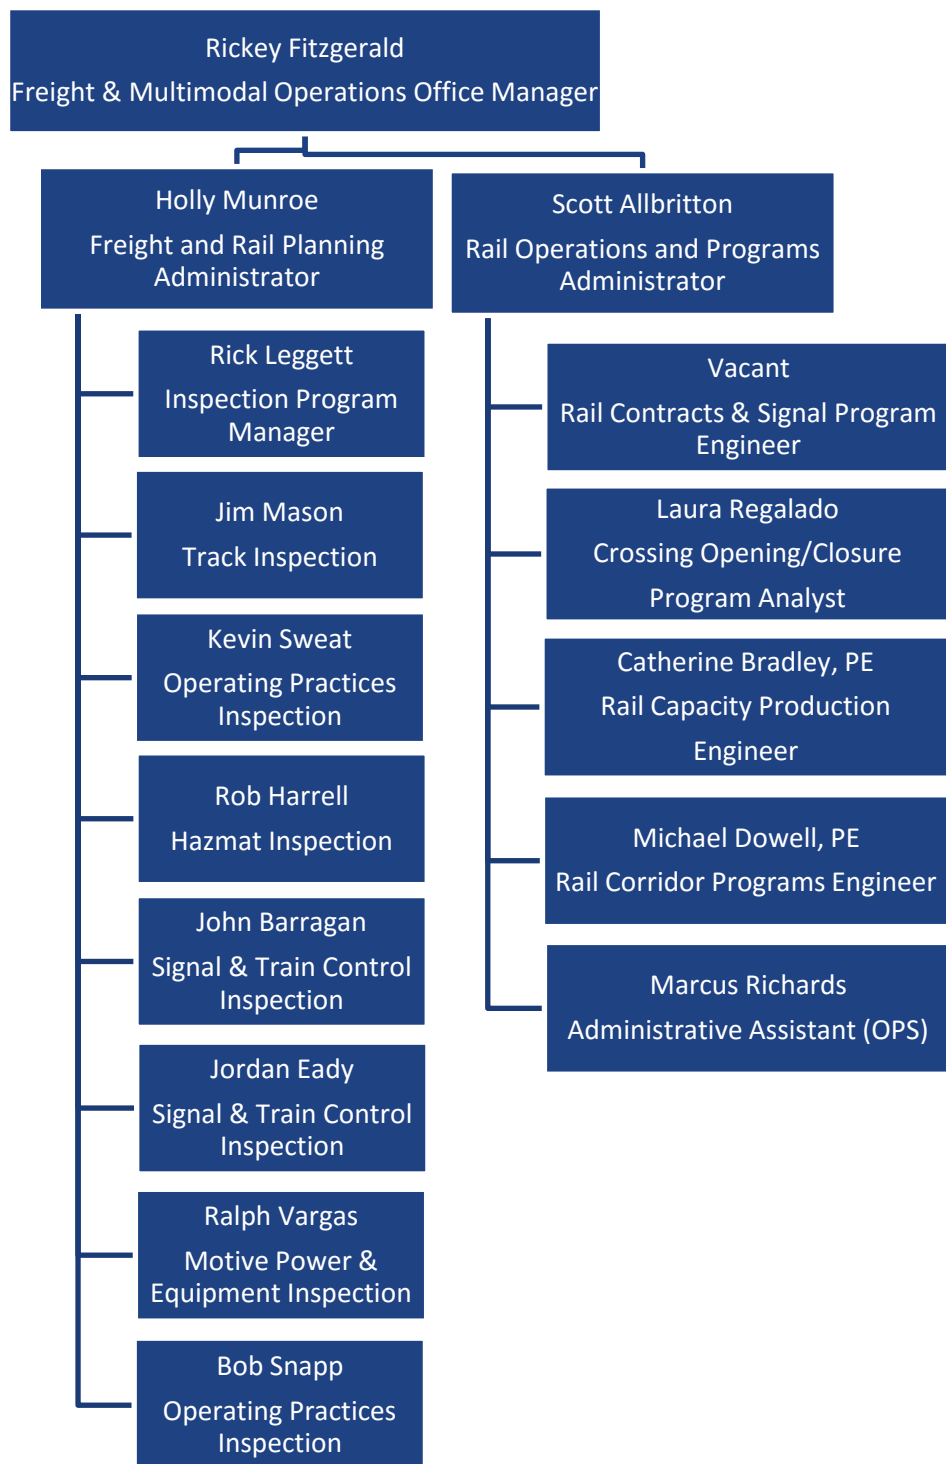 Rickey Fitzgerald
Freight & Multimodal Operations Office Manager
Holly Munroe
Freight and Rail Planning
Administrator
Rick Leggett
Inspection Program
Manager
Jim Mason
Track Inspection
Kevin Sweat
Operating Practices
Inspection
Rob Harrell
Hazmat Inspection
John Barragan
Signal & Train Control
Inspection
Jordan Eady
Signal & Train Control
Inspection
Ralph Vargas
Motive Power &
Equipment Inspection
Bob Snapp
Operating Practices
Inspection
Scott Allbritton
Rail Operations and Programs
Administrator
Vacant
Rail Contracts & Signal Program
Engineer
Laura Regalado
Crossing Opening/Closure
Program Analyst
Catherine Bradley, PE
Rail Capacity Production
Engineer
Michael Dowell, PE
Rail Corridor Programs Engineer
Marcus Richards
Administrative Assistant (OPS)